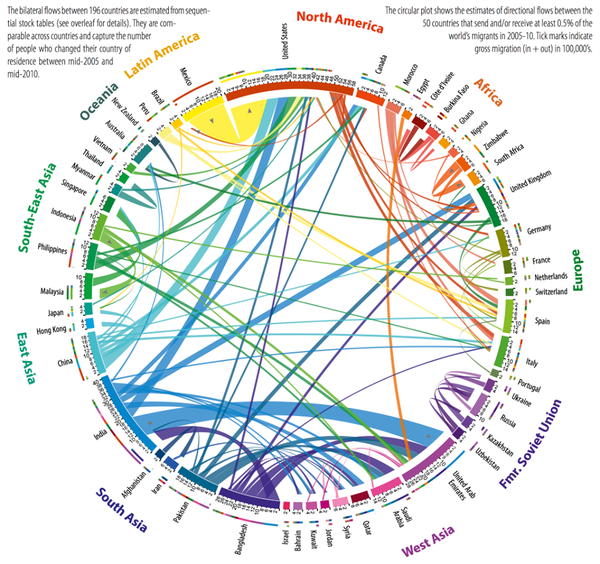 The bilateral flows between 196 countries are estimated from sequen-
tial stock tables (see overleaf for details). They are com-
parable across countries and capture the number
of people who changed their country of
residence between mid-2005 and
mid-2010.
The circular plot shows the estimates of directional flows between the
50 countries that send and/or receive at least 0.5% of the
world's migrants in 2005-10. Tick marks indicate
gross migration (in + out) in 100,000's.
North America
United States
Canada
Africa
Morocco
Egypt
Côte d'Ivoire
Burkina Faso
Ghana
Nigeria
Zimbabwe
South Africa
Europe
United Kingdom
Germany
France
Netherlands
Switzerland
Spain
Italy
Portugal
Fmr. Soviet Union
Ukraine
Russia
Kazakhstan
Uzbekistan
West Asia
United Arab
Emirates
Saudi
Arabia
Qatar
Syria
Jordan
Kuwait
Bahrain
Israel
South Asia
Bangladesh
Pakistan
Iran
Afghanistan
India
East Asia
China
Hong Kong
Japan
South-East Asia
Malaysia
Philippines
Indonesia
Singapore
Myanmar
Thailand
Vietnam
Oceania
Australia
New Zealand
Latin America
Peru
Brazil
Mexico